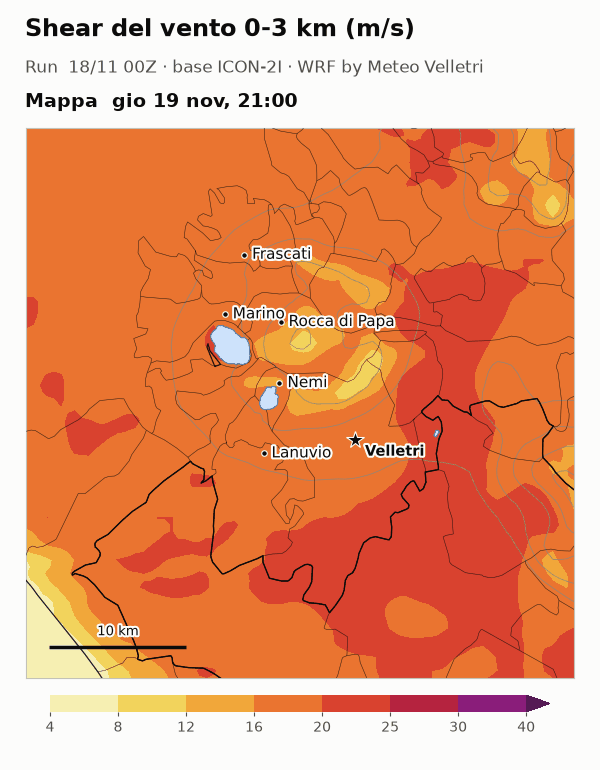 Shear del vento 0-3 km (m/s)
Run  18/11 00Z · base ICON-2I · WRF by Meteo Velletri
Mappa  gio 19 nov, 21:00
Frascati
Marino
Rocca di Papa
Nemi
Velletri
Lanuvio
10 km
4 8 12 16 20 25 30 40